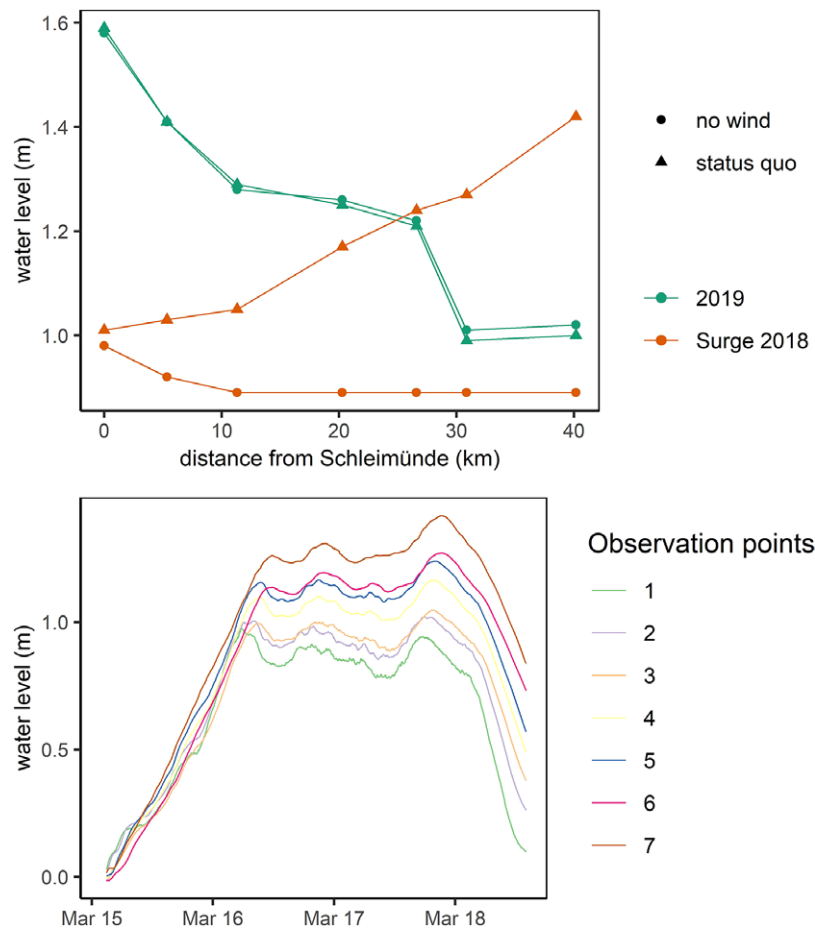 water level (m)
1.6
1.4
1.2
1.0
0 10 20 30 40
distance from Schleimünde (km)
no wind
status quo
2019
Surge 2018
water level (m)
1.0
0.5
0.0
Mar 15 Mar 16 Mar 17 Mar 18
Observation points
1
2
3
4
5
6
7